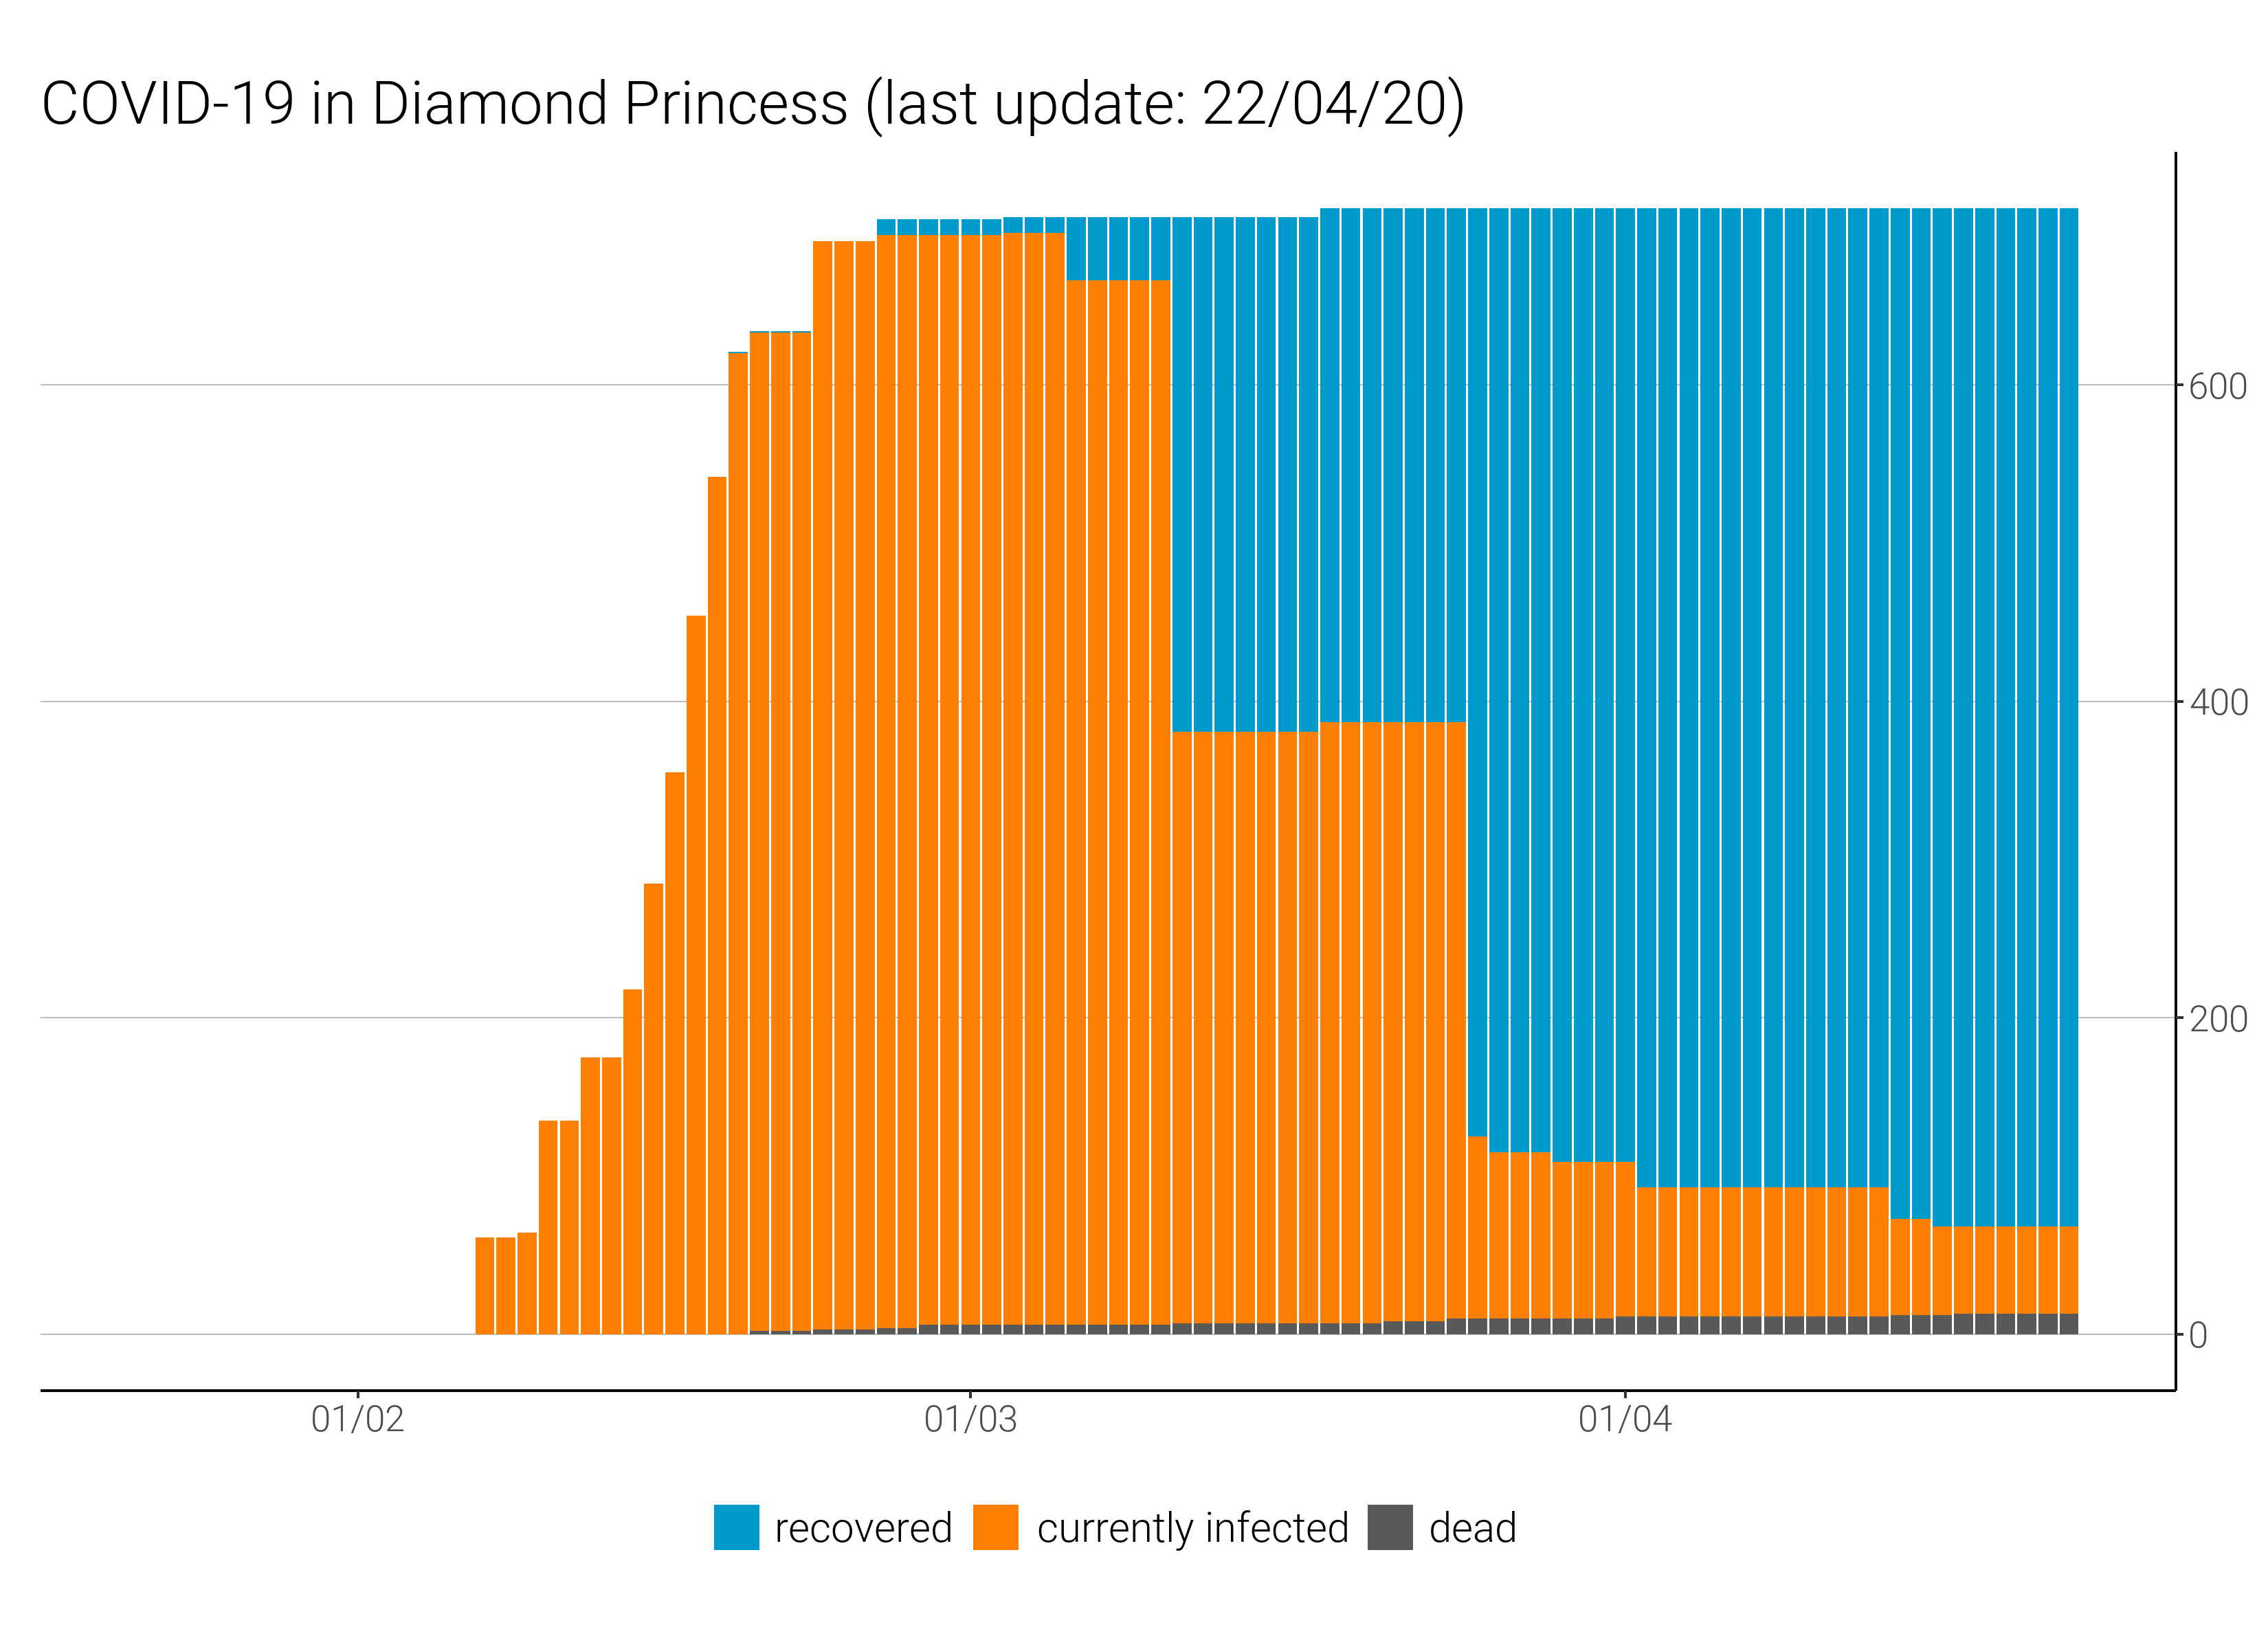 COVID-19 in Diamond Princess (last update: 22/04/20)
600
400
200
0
01/02 01/03 01/04
recovered currently infected dead